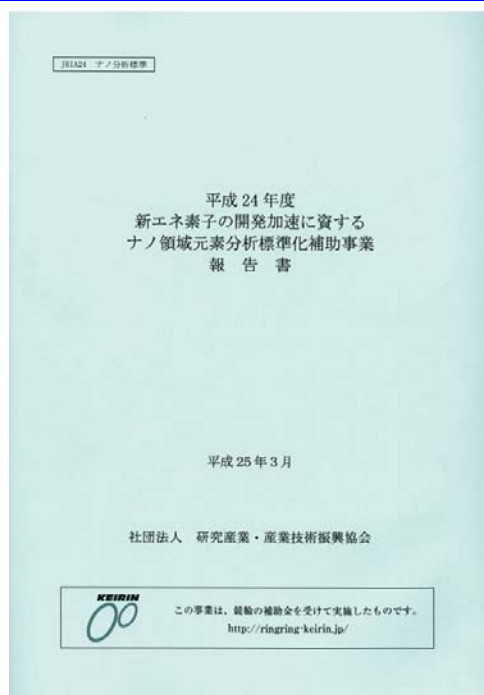 JRIA24 ナノ分析標準
平成 24 年度
新エネ素子の開発加速に資する
ナノ領域元素分析標準化補助事業
報 告 書
平成 25 年 3 月
社団法人 研究産業・産業技術振興協会
KEIRIN
この事業は、競輪の補助金を受けて実施したものです。
http://ringring-keirin.jp/